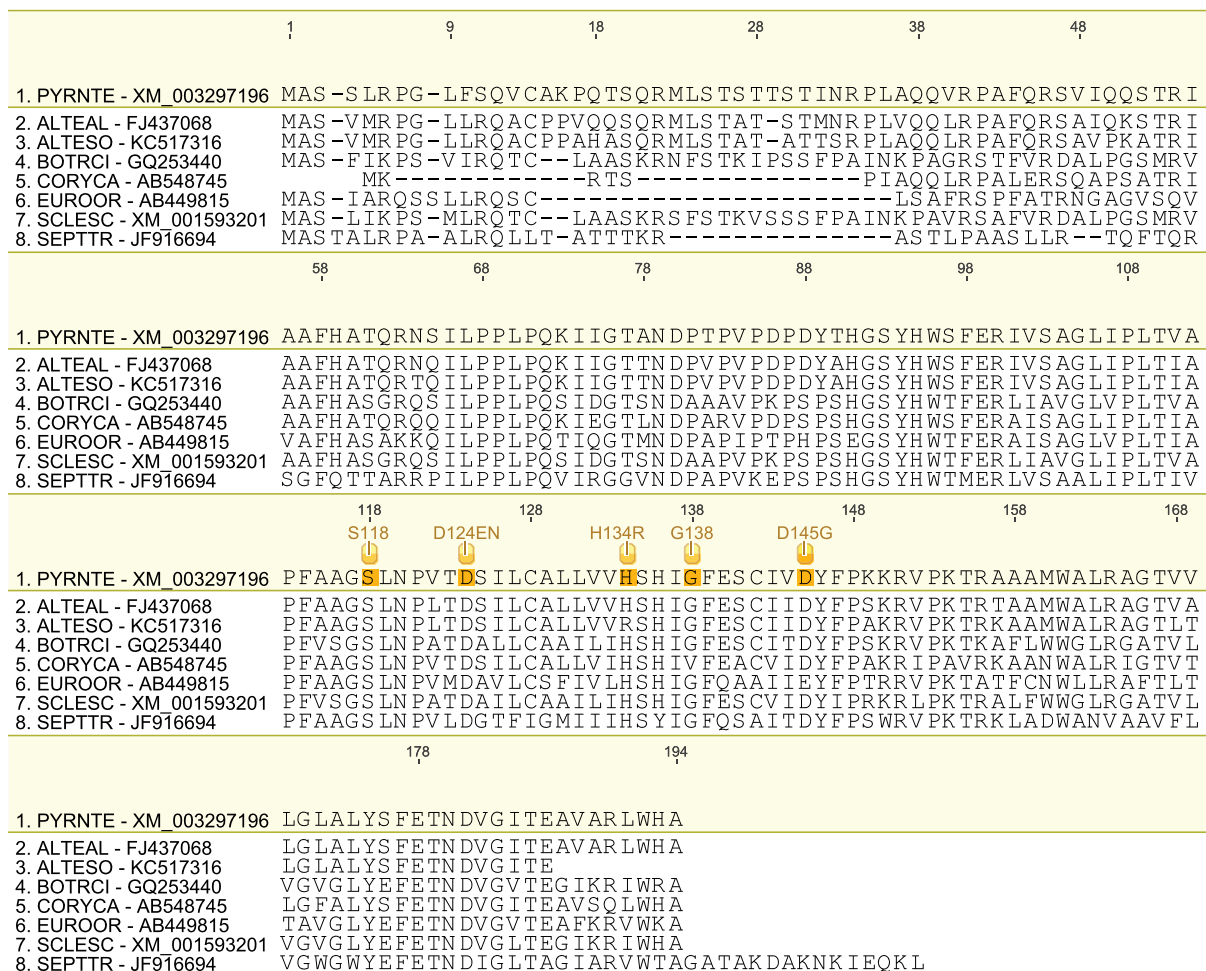 1 9 18 28 38 48
1. PYRNTE - XM_003297196 MAS-SLRPG-LFSQVCAKPQTSQRMLSTSTTSTINRPLAQQVRPAFQRSVIQQSTRI
2. ALTEAL - FJ437068 MAS-VMRPG-LLRQACPPVQQSQRMLSTAT-STMNRPLVQQLRPAFQRSAIQKSTRI
3. ALTESO - KC517316 MAS-VMRPG-LLRQACPPAHASQRMLSTAT-ATTSRPLAQQLRPAFQRSAVPKATRI
4. BOTRCI - GQ253440 MAS-FIKPS-VIRQTC--LAASKRNFSTKIPSSFPAINKPAGRSTFVRDALPGSMRV
5. CORYCA - AB548745 MK------------RTS--------------PIAQQLRPALERSQAPSATRI
6. EUROOR - AB449815 MAS-IARQSSLLRQSC----------------------LSAFRSPFATRNGAGVSQV
7. SCLESC - XM_001593201 MAS-LIKPS-MLRQTC--LAASKRSFSTKVSSSFPAINKPAVRSAFVRDALPGSMRV
8. SEPTTR - JF916694 MASTALRPA-ALRQLLT-ATTTKR--------------ASTLPAASLLR--TQFTQR
58 68 78 88 98 108
1. PYRNTE - XM_003297196 AAFHATQRNSILPPLPQKIIGTANDPTPVPDPDYTHGSYHWSFERIVSAGLIPLTVA
2. ALTEAL - FJ437068 AAFHATQRNQILPPLPQKIIGTTNDPVPVPDPDYAHGSYHWSFERIVSAGLIPLTIA
3. ALTESO - KC517316 AAFHATQRTQILPPLPQKIIGTTNDPVPVPDPDYAHGSYHWSFERIVSAGLIPLTIA
4. BOTRCI - GQ253440 AAFHASGRQSILPPLPQSIDGTSNDAAAVPKPSPSHGSYHWTFERLIAVGLVPLTVA
5. CORYCA - AB548745 AAFHATQRQQILPPLPQKIEGTLNDPARVPDPSPSHGSYHWSFERAISAGLIPLTIA
6. EUROOR - AB449815 VAFHASAKKQILPPLPQTIQGTMNDPAPIPTPHPSEGSYHWTFERLISAGLVPLTIA
7. SCLESC - XM_001593201 AAFHASGRQSILPPLPQSIDGTSNDAAPVPKPSPSHGSYHWTFERLIAVGLIPLTVA
8. SEPTTR - JF916694 SGFQTTARRPILPPLPQVIRGGVNDPAPVKEPSPSHGSYHWTMERLVSAALIPLTIV
118 128 138 148 158 168
S118 D124EN H134R G138 D145G
1. PYRNTE - XM_003297196 PFAAGSLNPVTDSILCALLVVHSHIGFESCIVDYFPKKRVPKTRAAAMWALRAGTVV
2. ALTEAL - FJ437068 PFAAGSLNPLTDSILCALLVVHSHIGFESCIIDYFPSKRVPKTRTAAMWALRAGTVA
3. ALTESO - KC517316 PFAAGSLNPLTDSILCALLVVRSHIGFESCIIDYFPAKRVPKTRKAAMWALRAGTLT
4. BOTRCI - GQ253440 PFVSGSLNPATDALLCAAILIHSHIGFESCITDYFPSKRVPKTKAFLWWGLRGATVL
5. CORYCA - AB548745 PFAAGSLNPVTDSILCALLVIHSHIVFEACVIDYFPAKRIPAVRKAANWALRIGTVT
6. EUROOR - AB449815 PFAAGSLNPVMDAVLCSFIVLHSHIGFQAAIIEYFPTRRVPKTATFCNWLLRAFTLT
7. SCLESC - XM_001593201 PFVSGSLNPATDAILCAAILIHSHIGFESCVIDYIPRKRLPKTRALFWWGLRGATVL
8. SEPTTR - JF916694 PFAAGSLNPVLDGTFIGMIIIHSYIGFQSAITDYFPKRRVPKTRKLADWANVAAVFL
178 194
1. PYRNTE - XM_003297196 LGLALYSFETNDVGITEAVARLWHA
2. ALTEAL - FJ437068 LGLALYSFETNDVGITEAVARLWHA
3. ALTESO - KC517316 LGLALYSFETNDVGITE
4. BOTRCI - GQ253440 VGVGLYEFETNDVGVTEGIKRIWRA
5. CORYCA - AB548745 LGFALYSFETNDVGITEAVSQLWHA
6. EUROOR - AB449815 TAVGLYEFETNDVGVTEAFKRVWKA
7. SCLESC - XM_001593201 VGVGLYEFETNDVGLTEGIKRIWHA
8. SEPTTR - JF916694 VGWGWYEFETNDIGLTAGIARVWTAGATAKDAKNKIEQKL